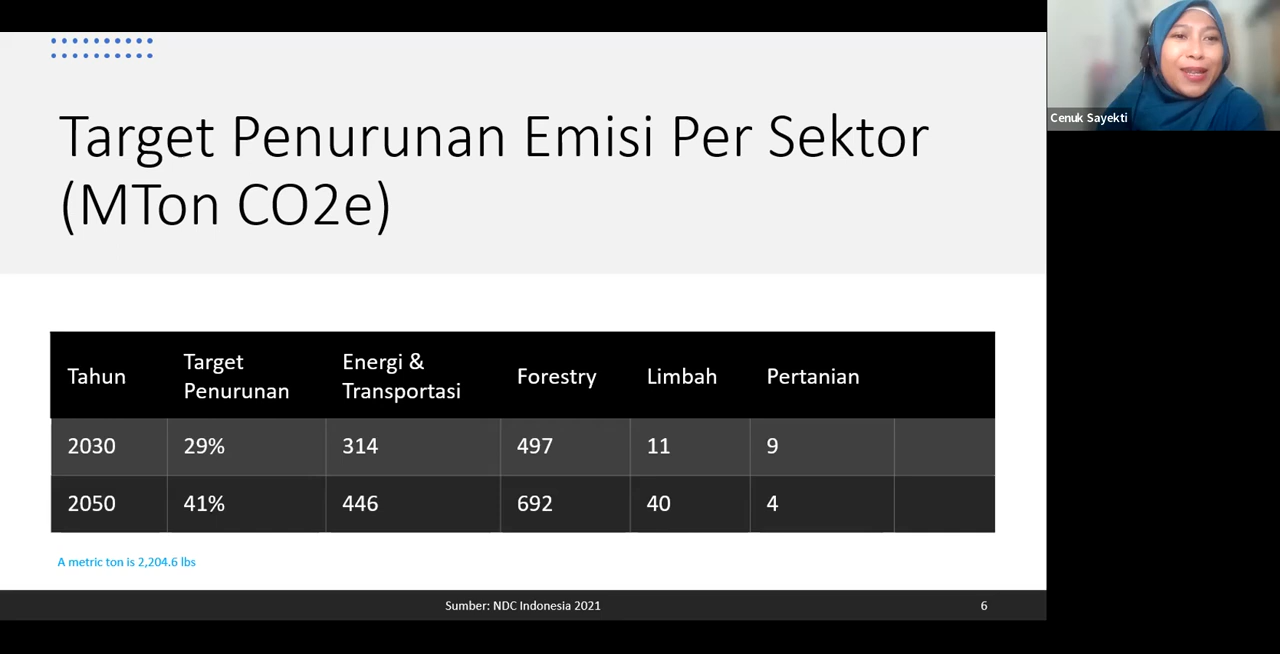 Target Penurunan Emisi Per Sektor
(MTon CO2e)
Cenuk Sayekti
Tahun
Target
Penurunan
Energi &
Transportasi
Forestry
Limbah
Pertanian
2030
29%
314
497
11
9
2050
41%
446
692
40
4
A metric ton is 2,204.6 lbs
Sumber: NDC Indonesia 2021
6